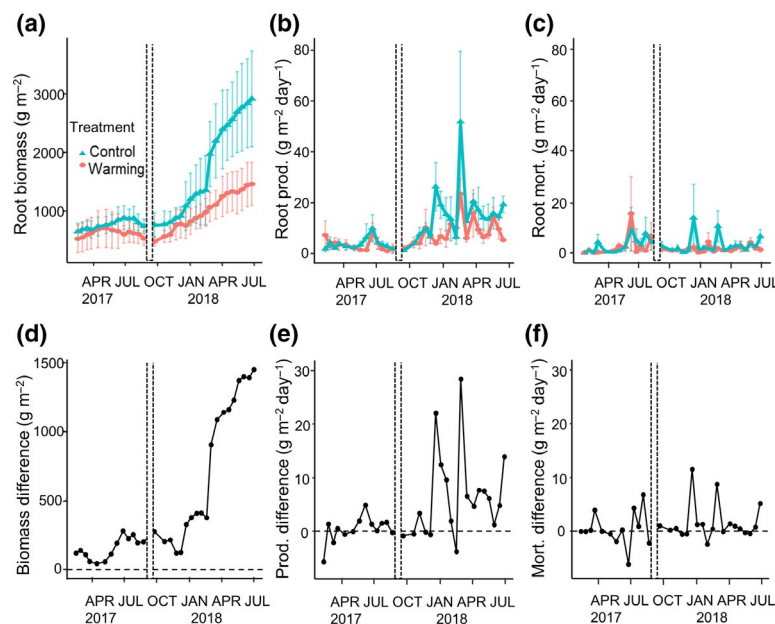 (a)
Root biomass (g m−2)
3000
2000
1000
Treatment
Control
Warming
APR JUL OCT JAN APR JUL
2017 2018
(b)
Root prod. (g m−2 day−1)
80
60
40
20
0
APR JUL OCT JAN APR JUL
2017 2018
(c)
Root mort. (g m−2 day−1)
80
60
40
20
0
APR JUL OCT JAN APR JUL
2017 2018
(d)
Biomass difference (g m−2)
1500
1000
500
0
APR JUL OCT JAN APR JUL
2017 2018
(e)
Prod. difference (g m−2 day−1)
30
20
10
0
APR JUL OCT JAN APR JUL
2017 2018
(f)
Mort. difference (g m−2 day−1)
30
20
10
0
APR JUL OCT JAN APR JUL
2017 2018